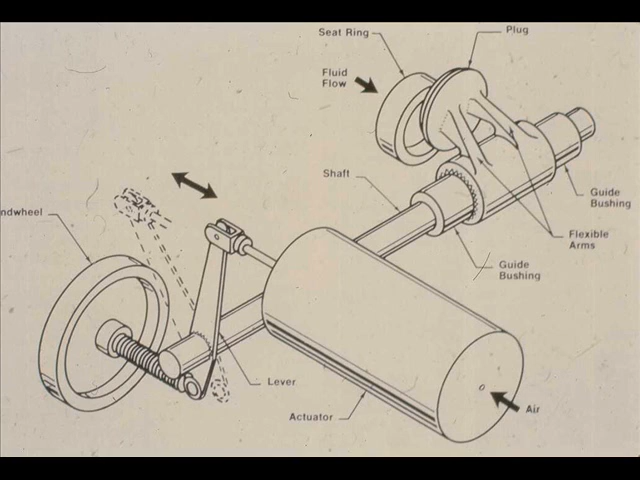 Seat Ring
Plug
Fluid
Flow
Shaft
Guide
Bushing
ndwheel
Flexible
Arms
Guide
Bushing
Lever
Actuator
Air